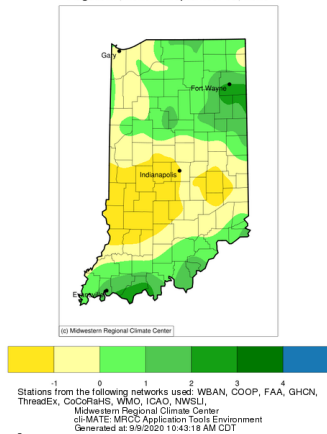 Gary
Fort Wayne
Indianapolis
(c) Midwestern Regional Climate Center
-1 0 1 2 3 4
Stations from the following networks used: WBAN, COOP, FAA, GHCN,
ThreadEx, CoCoRaHS, WMO, ICAO, NWSLI,
Midwestern Regional Climate Center
cli-MATE: MRCC Application Tools Environment
Generated at: 9/9/2020 10:43:18 AM CDT